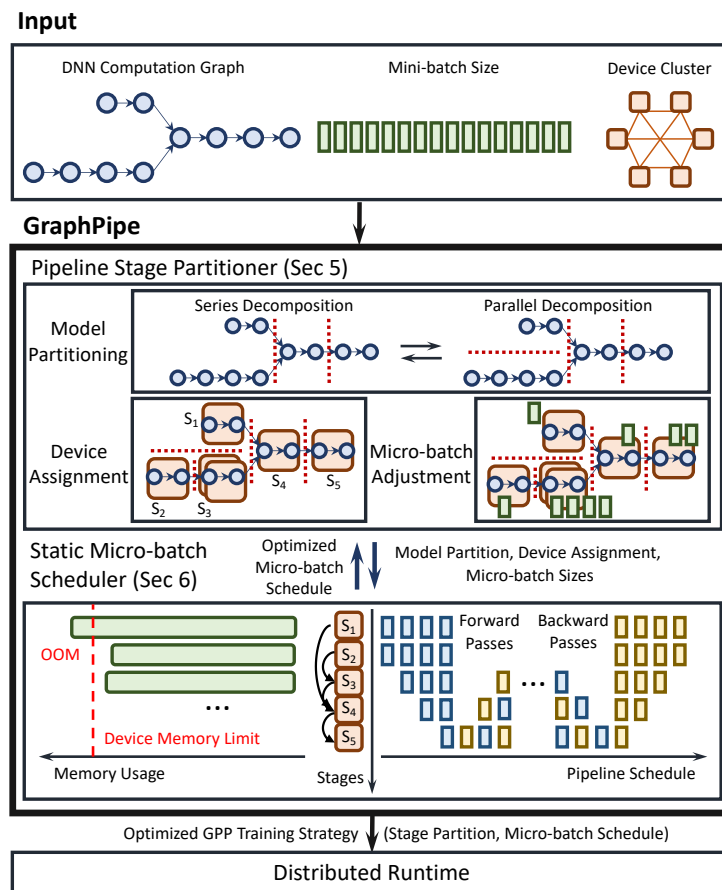 Input
DNN Computation Graph
Mini-batch Size
Device Cluster
GraphPipe
Pipeline Stage Partitioner (Sec 5)
Model
Partitioning
Series Decomposition
Parallel Decomposition
Device
Assignment
S1
S2
S3
S4
S5
Micro-batch
Adjustment
Static Micro-batch
Scheduler (Sec 6)
Optimized
Micro-batch
Schedule
Model Partition, Device Assignment,
Micro-batch Sizes
OOM
Device Memory Limit
...
Memory Usage
S1
S2
S3
S4
S5
Stages
Forward
Passes
Backward
Passes
...
Pipeline Schedule
Optimized GPP Training Strategy
(Stage Partition, Micro-batch Schedule)
Distributed Runtime